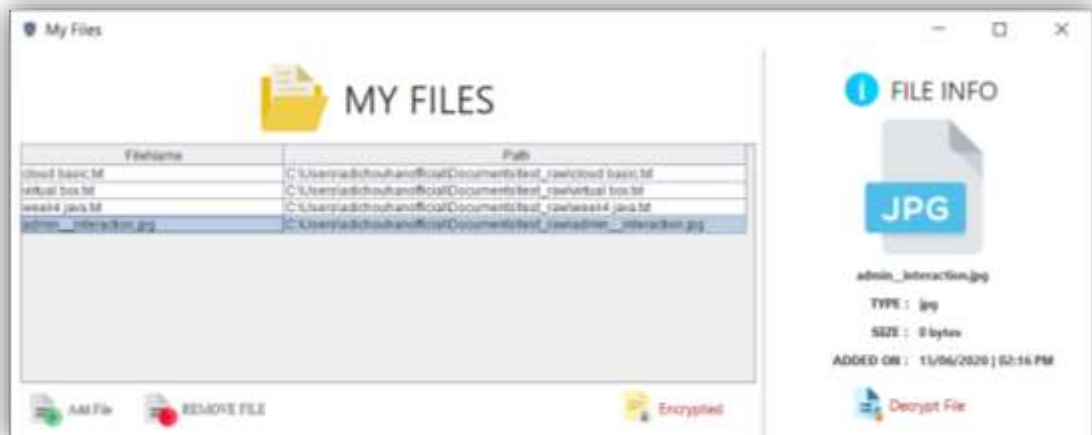 My Files
MY FILES
FileName Path
cloud basic.txt C:\Users\adichouhanofficial\Documents\test_raw\cloud basic.txt
virtual box.txt C:\Users\adichouhanofficial\Documents\test_raw\virtual box.txt
week4 java.txt C:\Users\adichouhanofficial\Documents\test_raw\week4 java.txt
admin__interaction.jpg C:\Users\adichouhanofficial\Documents\test_raw\admin__interaction.jpg
Add File REMOVE FILE Encrypted
FILE INFO
JPG
admin__interaction.jpg
TYPE : jpg
SIZE : 0 bytes
ADDED ON : 15/06/2020 | 02:16 PM
Decrypt File